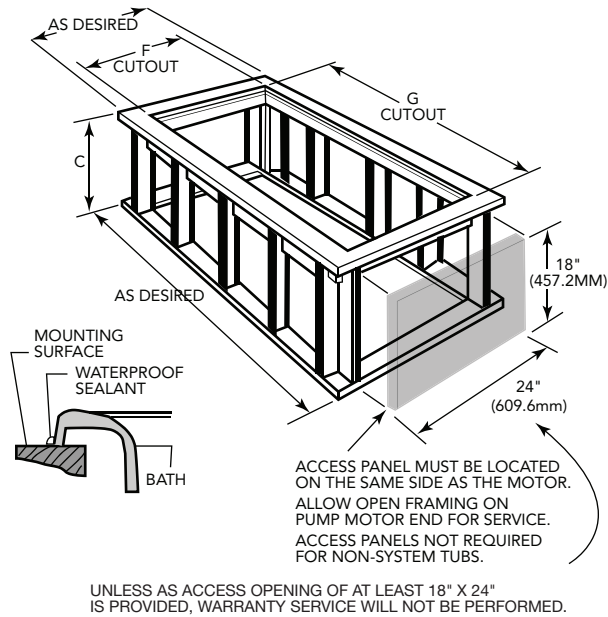 AS DESIRED
F
CUTOUT
G
CUTOUT
C
AS DESIRED
18"
(457.2MM)
24"
(609.6mm)
MOUNTING
SURFACE
WATERPROOF
SEALANT
BATH
ACCESS PANEL MUST BE LOCATED
ON THE SAME SIDE AS THE MOTOR.
ALLOW OPEN FRAMING ON
PUMP MOTOR END FOR SERVICE.
ACCESS PANELS NOT REQUIRED
FOR NON-SYSTEM TUBS.
UNLESS AS ACCESS OPENING OF AT LEAST 18" X 24"
IS PROVIDED, WARRANTY SERVICE WILL NOT BE PERFORMED.